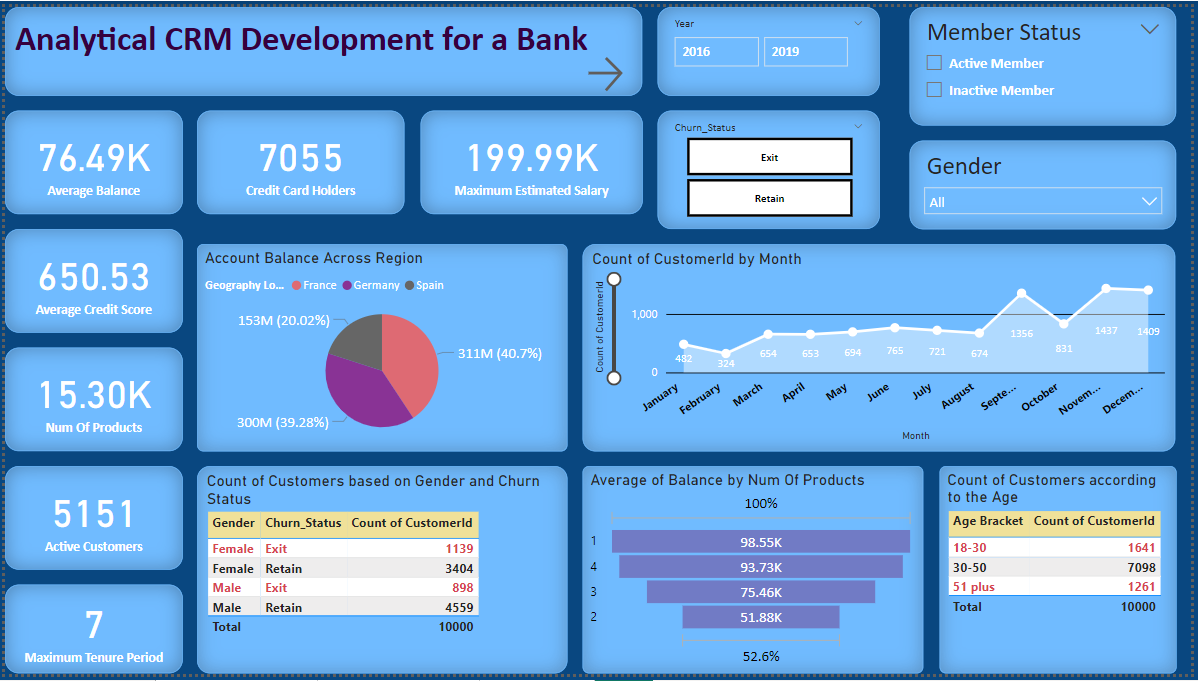 Analytical CRM Development for a Bank
Year
2016 2019
Member Status
Active Member
Inactive Member
76.49K
Average Balance
7055
Credit Card Holders
199.99K
Maximum Estimated Salary
Churn_Status
Exit
Retain
Gender
All
650.53
Average Credit Score
15.30K
Num Of Products
5151
Active Customers
7
Maximum Tenure Period
Account Balance Across Region
Geography Lo... France Germany Spain
153M (20.02%)
311M (40.7%)
300M (39.28%)
Count of CustomerId by Month
Count of CustomerId
1,000
0
482 324 654 653 694 765 721 674 1356 831 1437 1409
January February March April May June July August Septe... October Novem... Decem...
Month
Count of Customers based on Gender and Churn
Status
Gender Churn_Status Count of CustomerId
Female Exit 1139
Female Retain 3404
Male Exit 898
Male Retain 4559
Total 10000
Average of Balance by Num Of Products
100%
1 98.55K
4 93.73K
3 75.46K
2 51.88K
52.6%
Count of Customers according
to the Age
Age Bracket Count of CustomerId
18-30 1641
30-50 7098
51 plus 1261
Total 10000